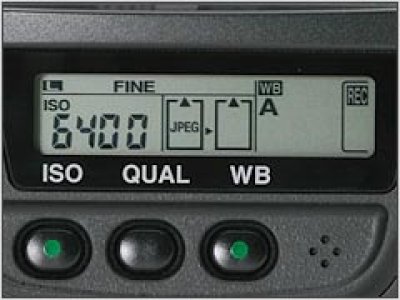 L FINE WB
ISO A REC
6400 JPEG
ISO QUAL WB